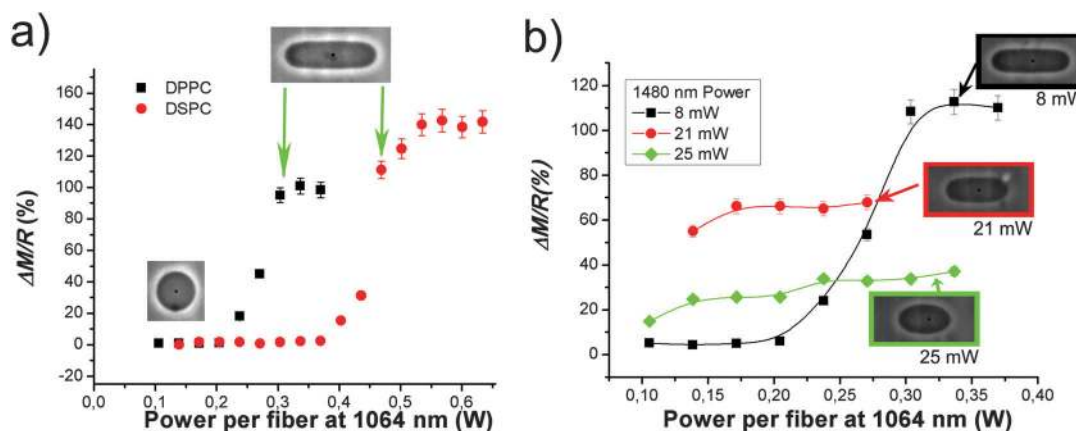 a)
DPPC
DSPC
160
140
120
100
80
60
40
20
0
-20
ΔM/R (%)
0,0 0,1 0,2 0,3 0,4 0,5 0,6
Power per fiber at 1064 nm (W)
b)
1480 nm Power
8 mW
21 mW
25 mW
8 mW
21 mW
25 mW
120
100
80
60
40
20
0
ΔM/R(%)
0,10 0,15 0,20 0,25 0,30 0,35 0,40
Power per fiber at 1064 nm (W)